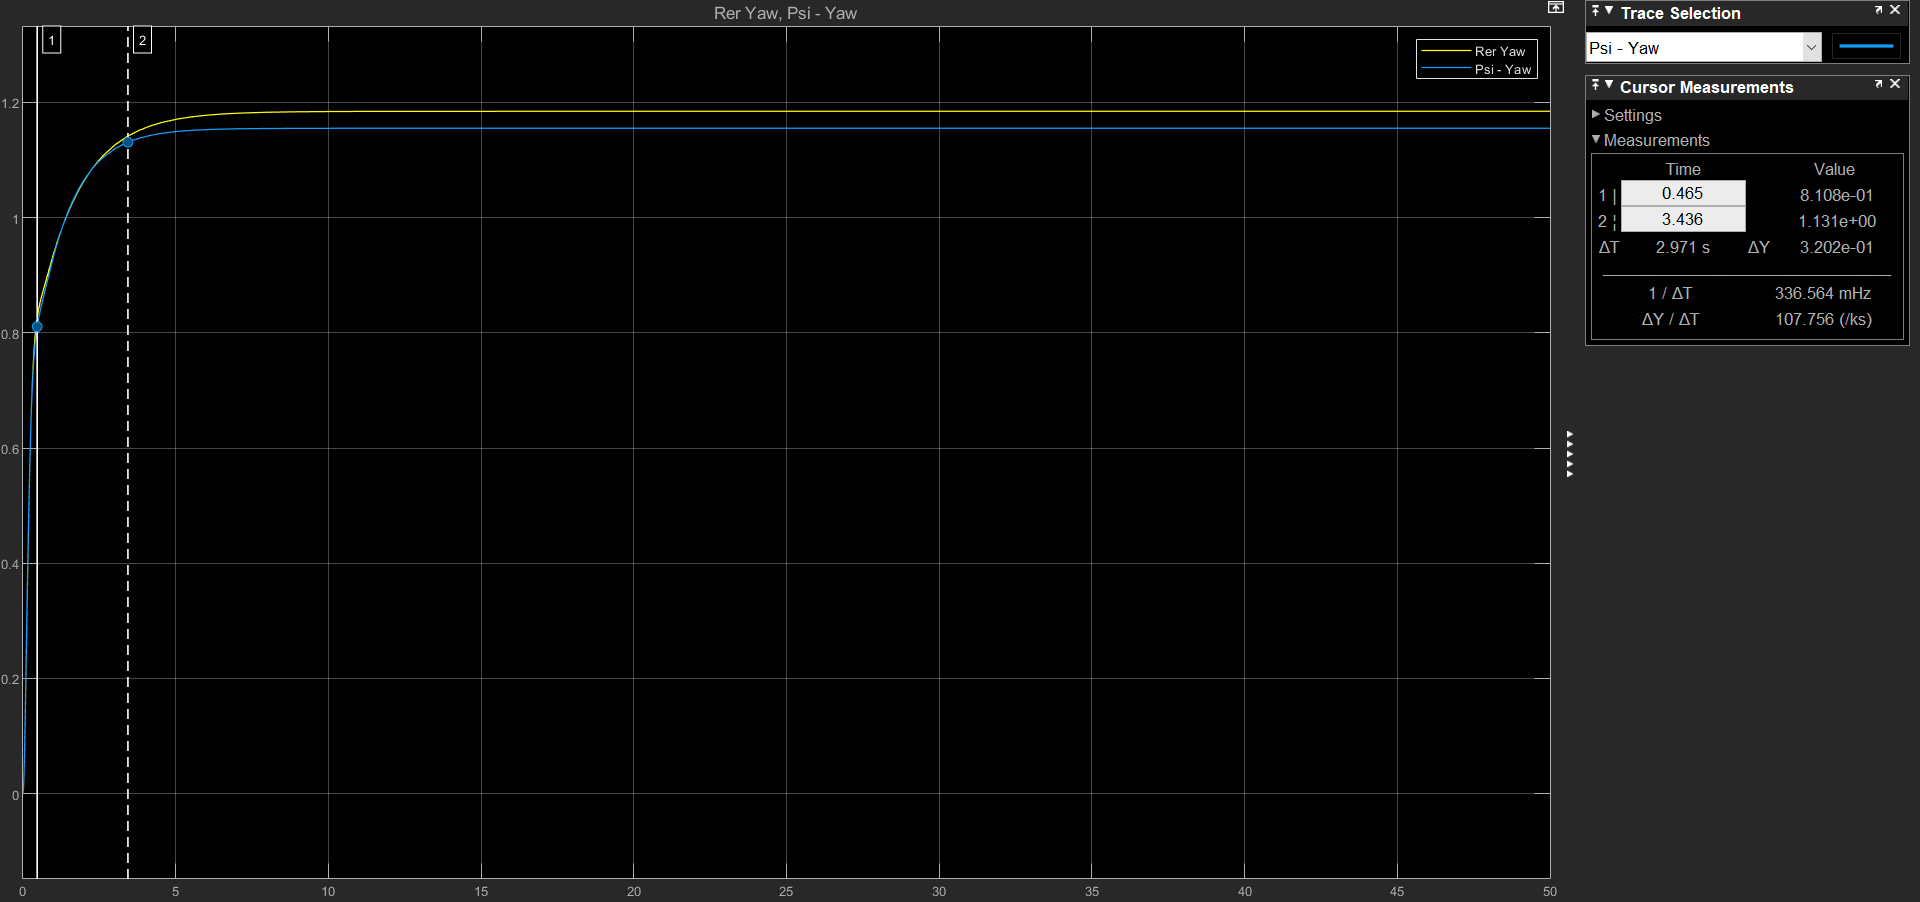 Rer Yaw, Psi - Yaw
1
2
Rer Yaw
Psi - Yaw
1.2
1
0.8
0.6
0.4
0.2
0
0 5 10 15 20 25 30 35 40 45 50
Trace Selection
Psi - Yaw
Cursor Measurements
Settings
Measurements
Time Value
1 | 0.465 8.108e-01
2 ¦ 3.436 1.131e+00
ΔT 2.971 s ΔY 3.202e-01
1 / ΔT 336.564 mHz
ΔY / ΔT 107.756 (/ks)